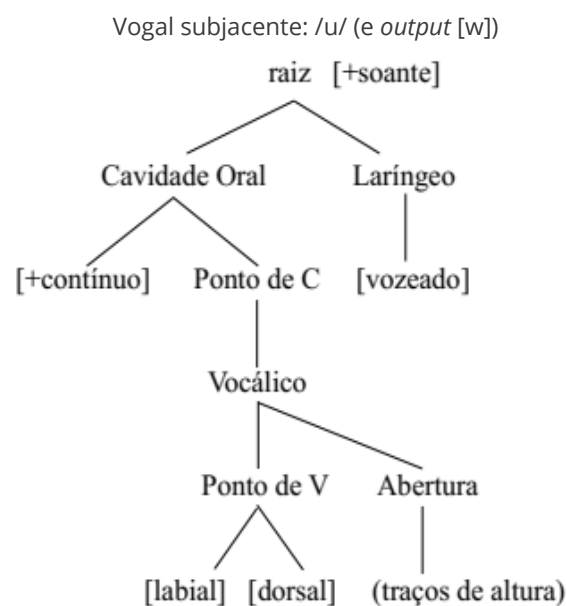 Vogal subjacente: /u/ (e output [w])
raiz [+soante]
Cavidade Oral Laríngeo
[+contínuo] Ponto de C [vozeado]
Vocálico
Ponto de V Abertura
[labial] [dorsal] (traços de altura)